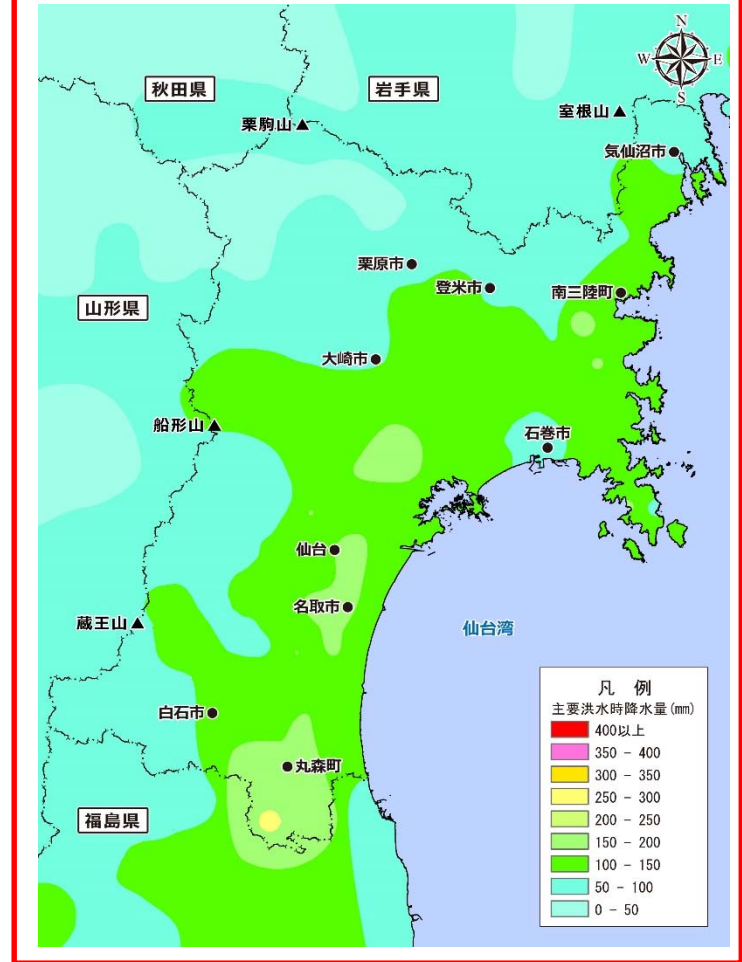 N
W E
S
秋田県
岩手県
栗駒山
室根山
気仙沼市
栗原市
登米市
南三陸町
山形県
大崎市
船形山
石巻市
仙台
名取市
蔵王山
仙台湾
白石市
丸森町
福島県
凡 例
主要洪水時降水量(mm)
400以上
350 - 400
300 - 350
250 - 300
200 - 250
150 - 200
100 - 150
50 - 100
0 - 50